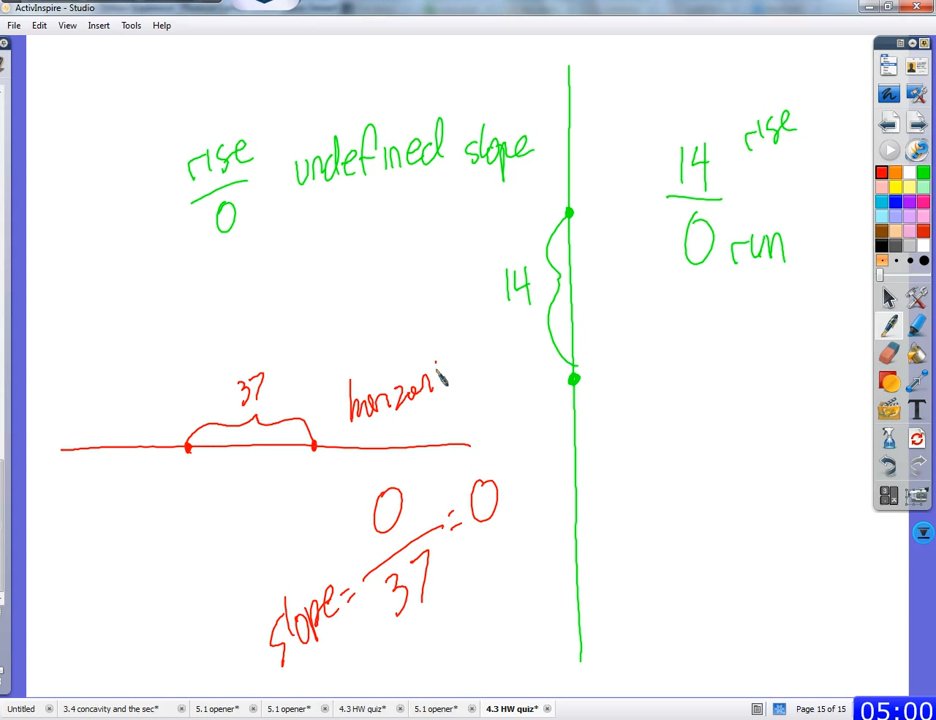 ActivInspire - Studio
File Edit View Insert Tools Help
rise
0
undefined slope
14
0
rise
run
14
37
horizon
slope = 0 = 0
37
Untitled
3.4 concavity and the sec*
5.1 opener*
5.1 opener*
4.3 HW quiz*
5.1 opener*
4.3 HW quiz*
Page 15 of 15
05:00